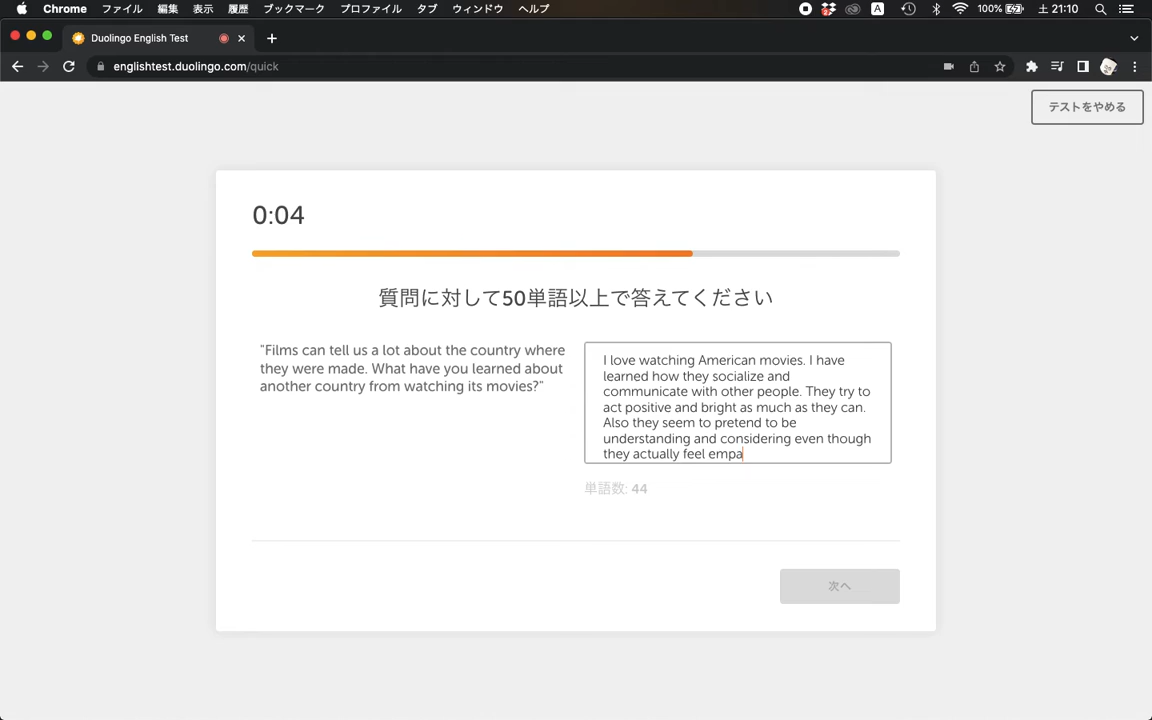 Chrome ファイル 編集 表示 履歴 ブックマーク プロファイル タブ ウィンドウ ヘルプ A 100% 土 21:10
Duolingo English Test
englishtest.duolingo.com/quick
テストをやめる
0:04
質問に対して50単語以上で答えてください
"Films can tell us a lot about the country where
they were made. What have you learned about
another country from watching its movies?"
I love watching American movies. I have
learned how they socialize and
communicate with other people. They try to
act positive and bright as much as they can.
Also they seem to pretend to be
understanding and considering even though
they actually feel empa
単語数: 44
次へ